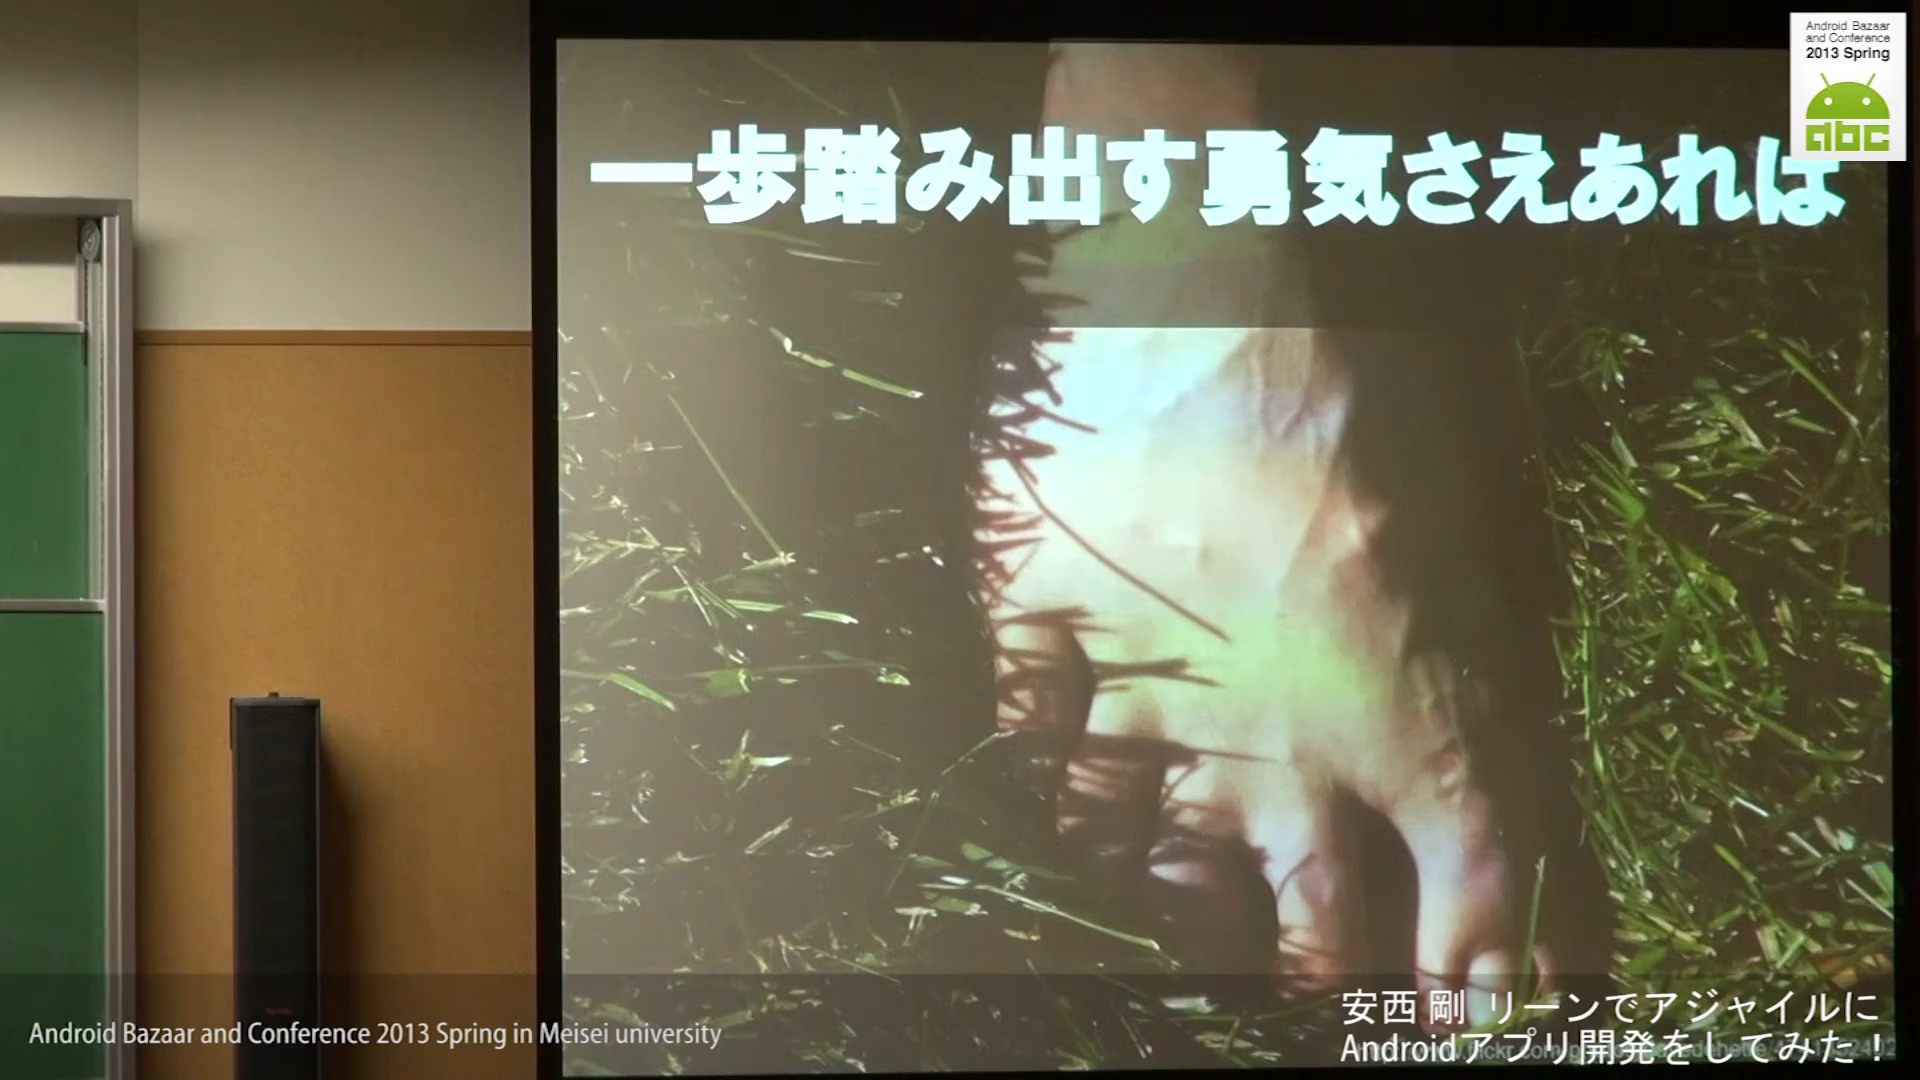 Android Bazaar
and Conference
2013 Spring
abc
一歩踏み出す勇気さえあれば
Android Bazaar and Conference 2013 Spring in Meisei university
安西 剛 リーンでアジャイルに
Androidアプリ開発をしてみた！